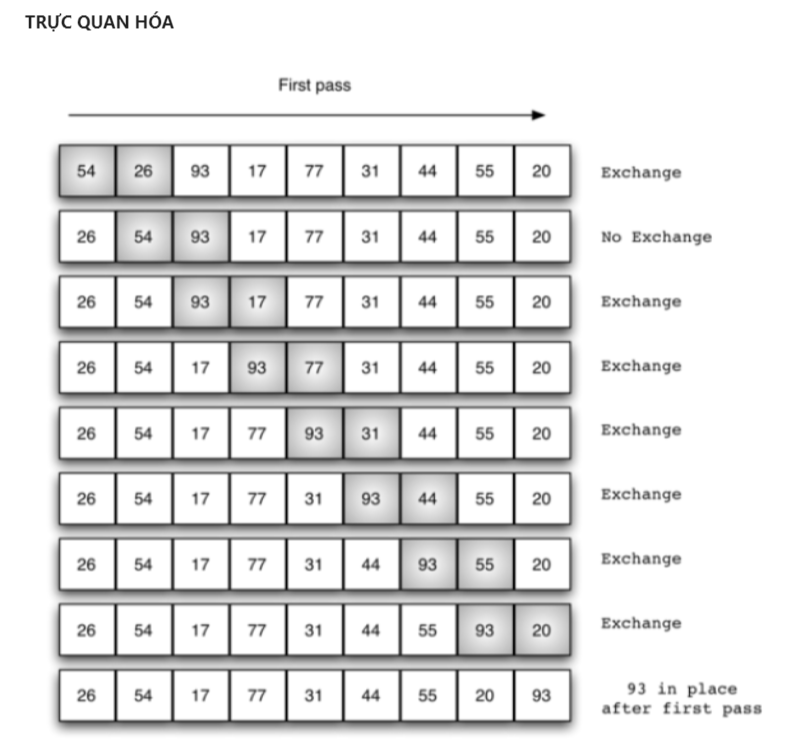 TRỰC QUAN HÓA
First pass
54 26 93 17 77 31 44 55 20 Exchange
26 54 93 17 77 31 44 55 20 No Exchange
26 54 93 17 77 31 44 55 20 Exchange
26 54 17 93 77 31 44 55 20 Exchange
26 54 17 77 93 31 44 55 20 Exchange
26 54 17 77 31 93 44 55 20 Exchange
26 54 17 77 31 44 93 55 20 Exchange
26 54 17 77 31 44 55 93 20 Exchange
26 54 17 77 31 44 55 20 93 93 in place
after first pass